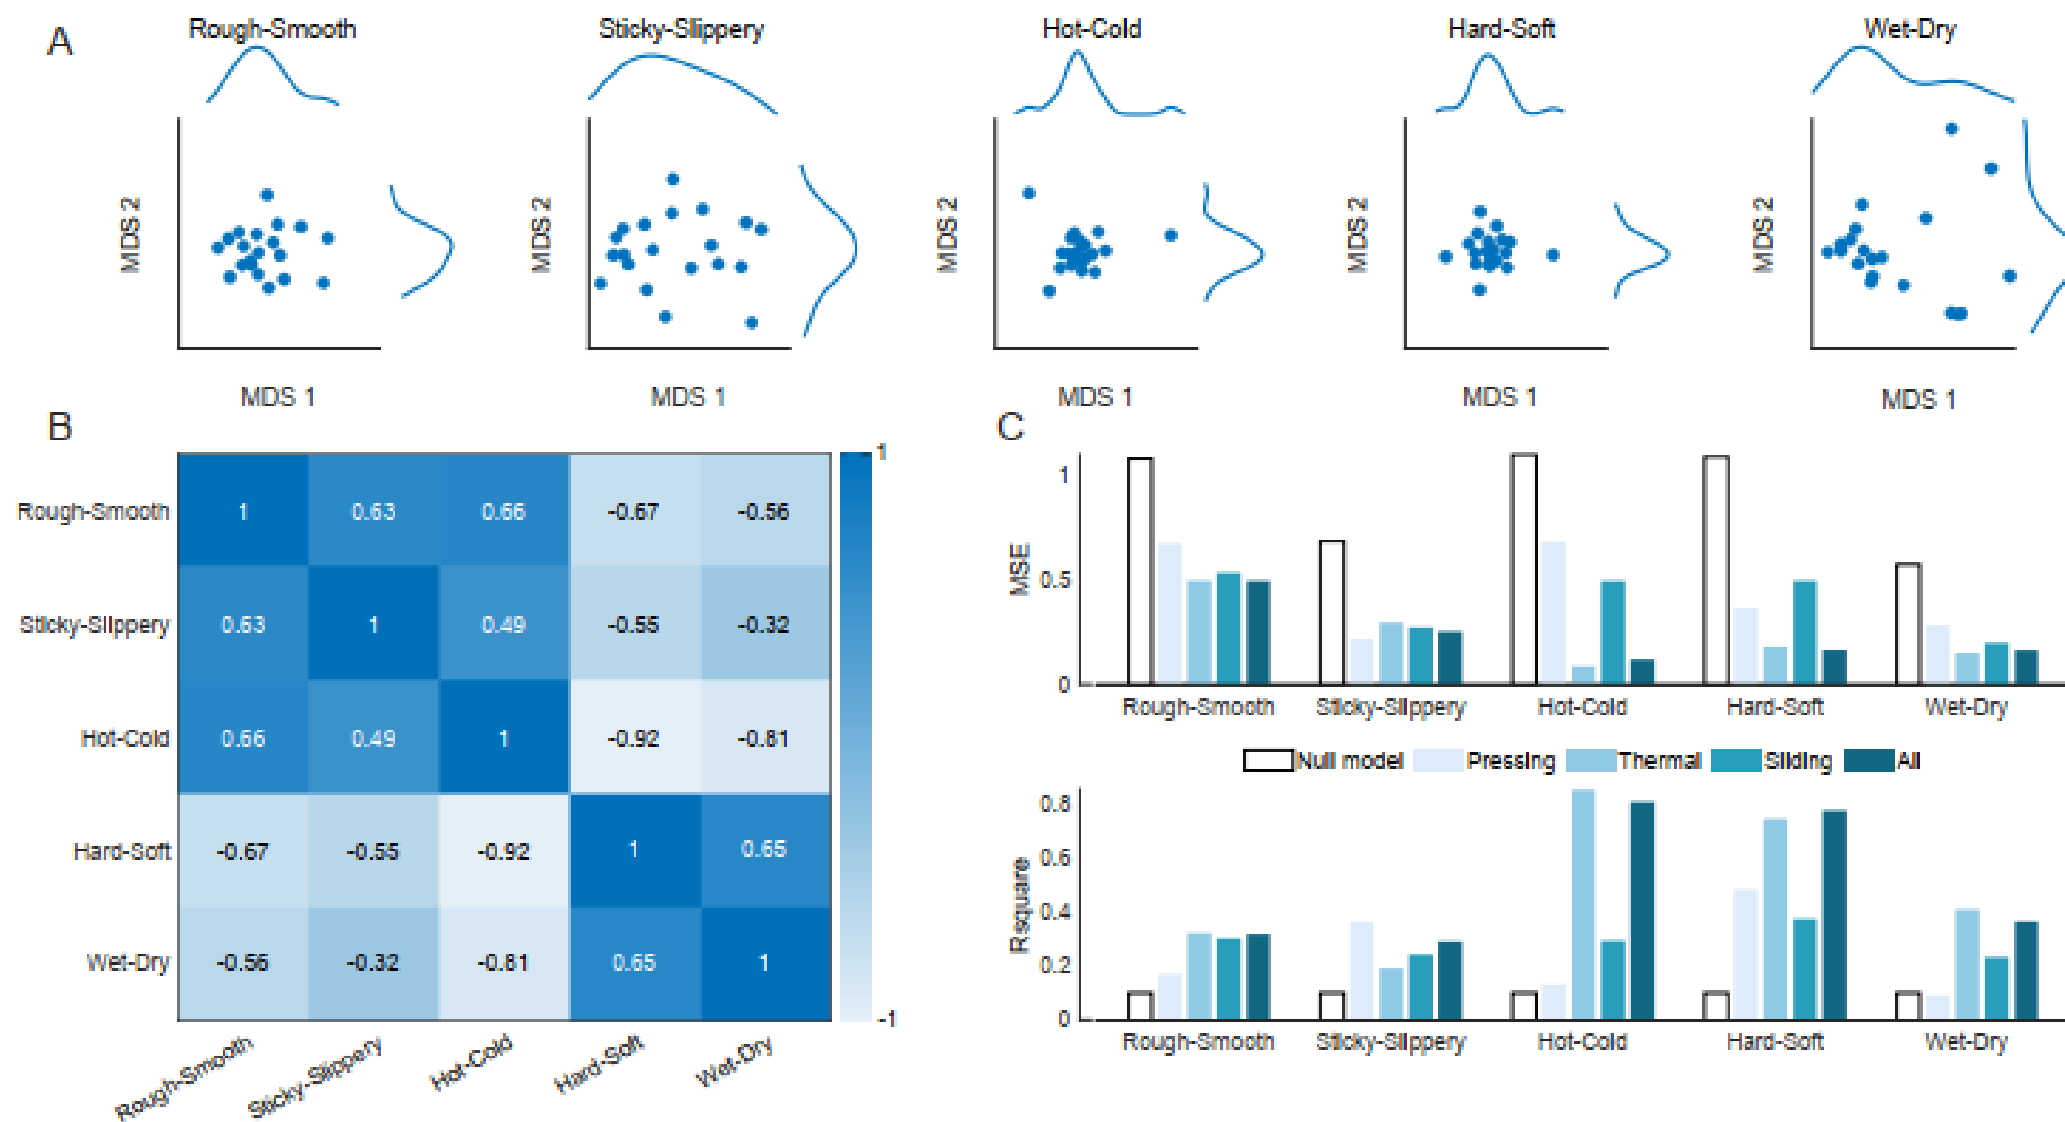 A
Rough-Smooth
Sticky-Slippery
Hot-Cold
Hard-Soft
Wet-Dry
MDS 2
MDS 2
MDS 2
MDS 2
MDS 2
MDS 1
MDS 1
MDS 1
MDS 1
MDS 1
B
1
-1
Rough-Smooth 1 0.63 0.66 -0.67 -0.56
Sticky-Slippery 0.63 1 0.49 -0.55 -0.32
Hot-Cold 0.66 0.49 1 -0.92 -0.81
Hard-Soft -0.67 -0.55 -0.92 1 0.65
Wet-Dry -0.56 -0.32 -0.81 0.65 1
Rough-Smooth
Sticky-Slippery
Hot-Cold
Hard-Soft
Wet-Dry
C
MSE
1
0.5
0
Rough-Smooth Sticky-Slippery Hot-Cold Hard-Soft Wet-Dry
Null model Pressing Thermal Sliding All
Rsquare
0.8
0.6
0.4
0.2
0
Rough-Smooth Sticky-Slippery Hot-Cold Hard-Soft Wet-Dry